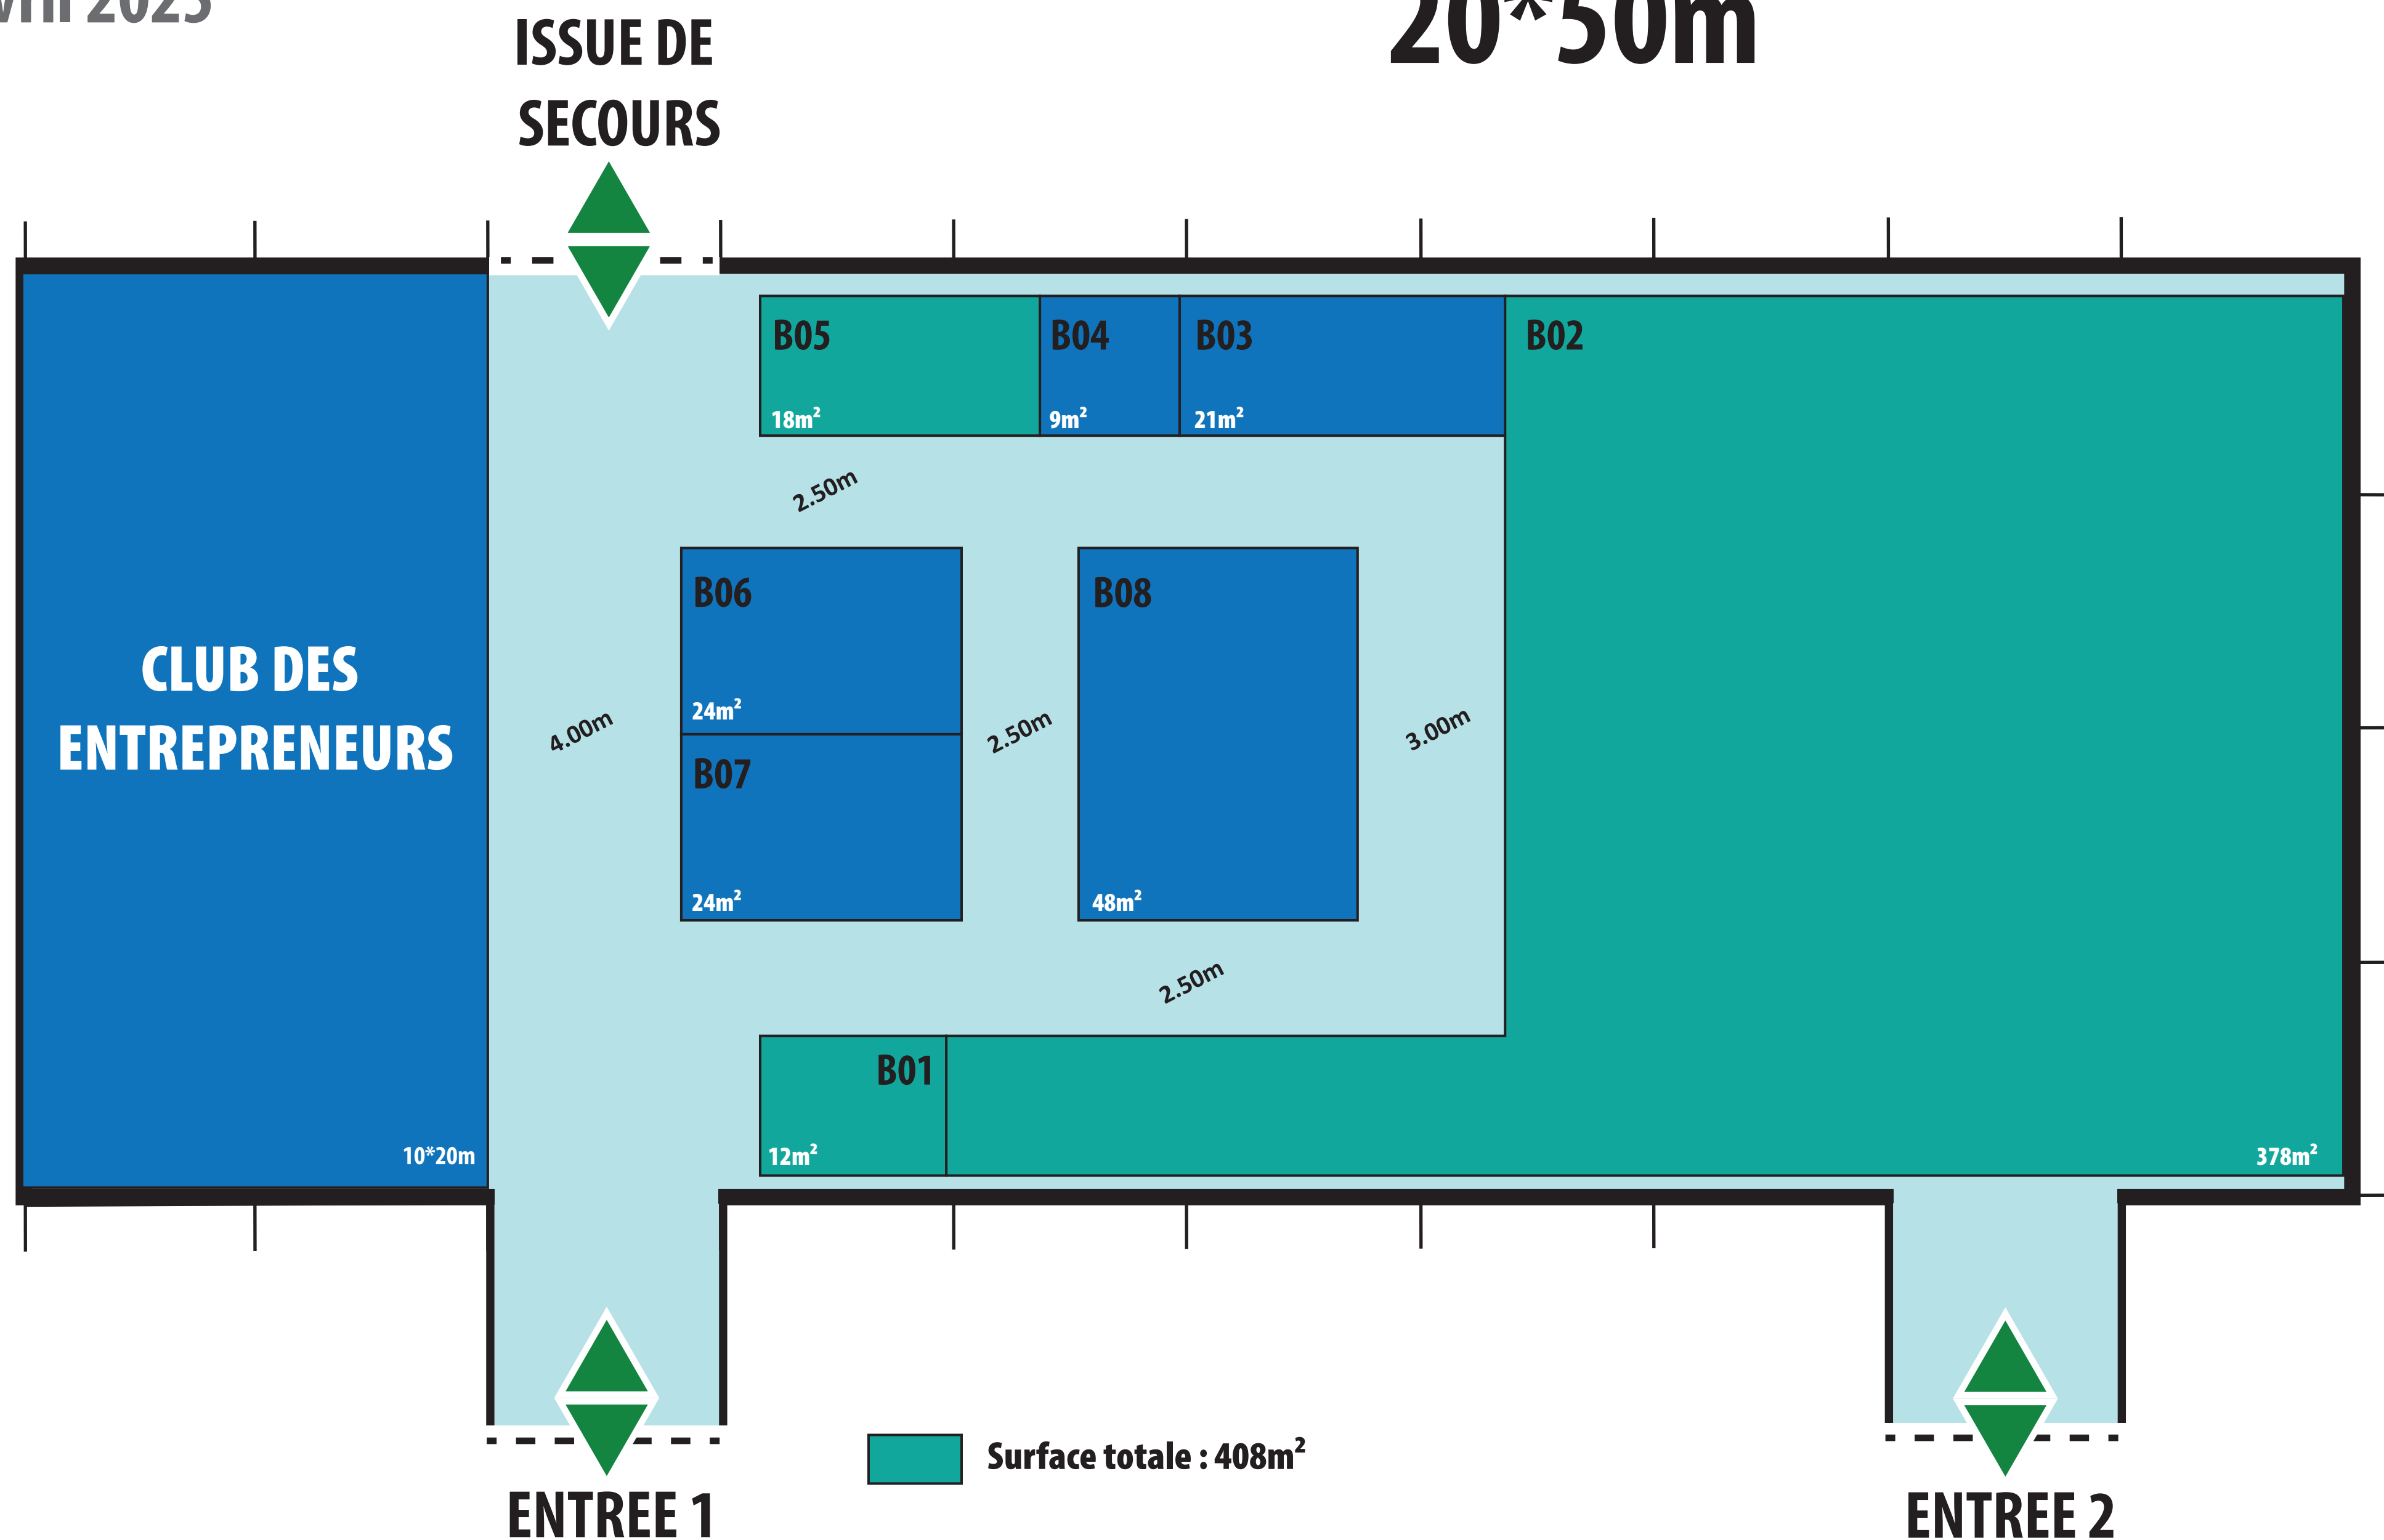 2023
20*50m
ISSUE DE
SECOURS
B05
B04
B03
B02
18m²
9m²
21m²
2.50m
B06
B08
CLUB DES
ENTREPRENEURS
24m²
4.00m
2.50m
3.00m
B07
24m²
48m²
2.50m
B01
10*20m
12m²
378m²
Surface totale : 408m²
ENTREE 1
ENTREE 2